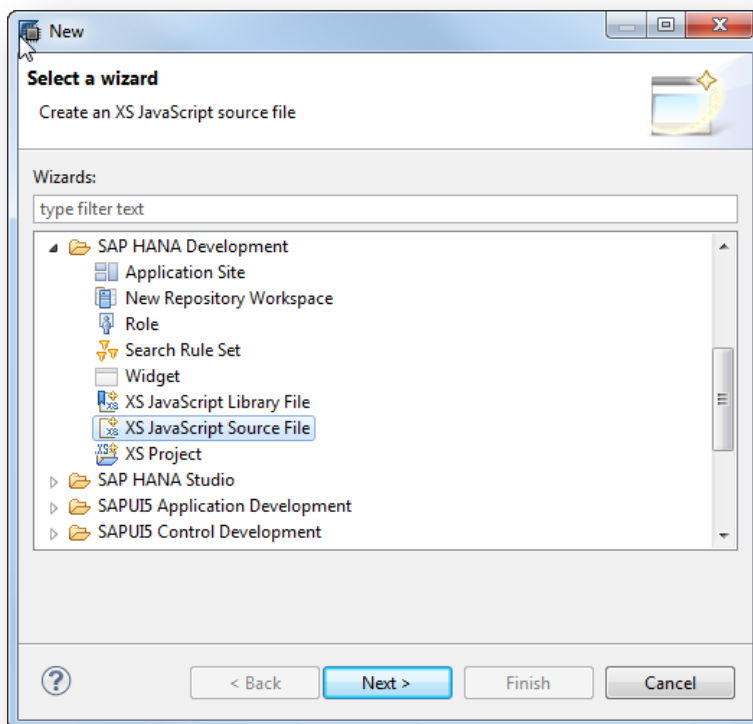 New
Select a wizard
Create an XS JavaScript source file
Wizards:
type filter text
SAP HANA Development
Application Site
New Repository Workspace
Role
Search Rule Set
Widget
XS JavaScript Library File
XS JavaScript Source File
XS Project
SAP HANA Studio
SAPUI5 Application Development
SAPUI5 Control Development
? < Back Next > Finish Cancel